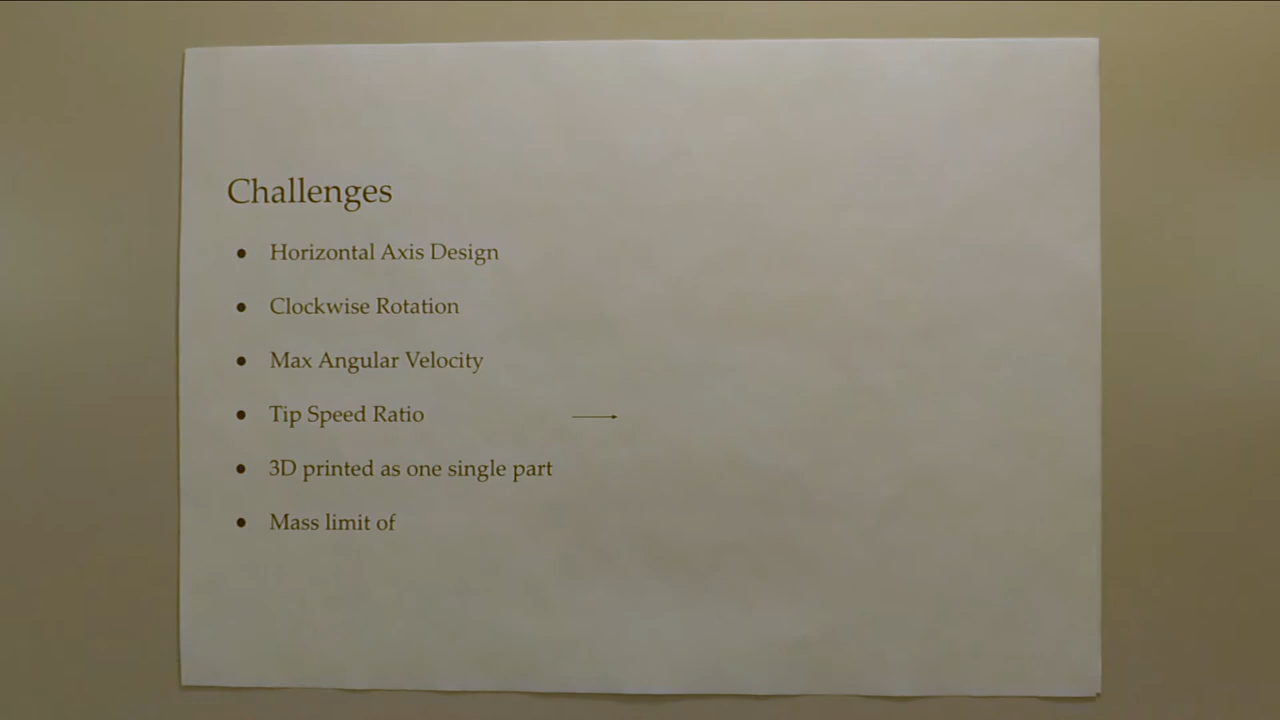 Challenges
• Horizontal Axis Design
• Clockwise Rotation
• Max Angular Velocity
• Tip Speed Ratio
• 3D printed as one single part
• Mass limit of